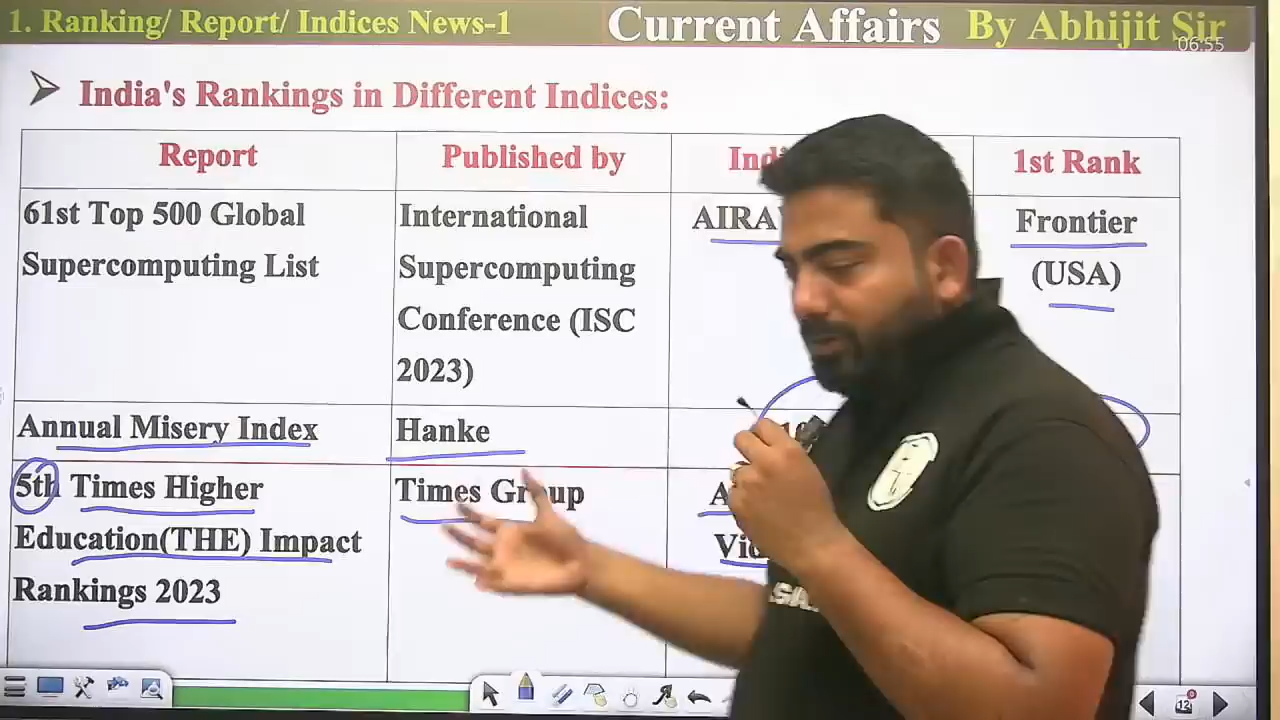 1. Ranking/ Report/ Indices News-1
Current Affairs
By Abhijit Sir
06:55
India's Rankings in Different Indices:
Report
Published by
1st Rank
61st Top 500 Global
Supercomputing List
International
Supercomputing
Conference (ISC
2023)
Frontier
(USA)
Annual Misery Index
Hanke
5th Times Higher
Education(THE) Impact
Rankings 2023
Times Group
12